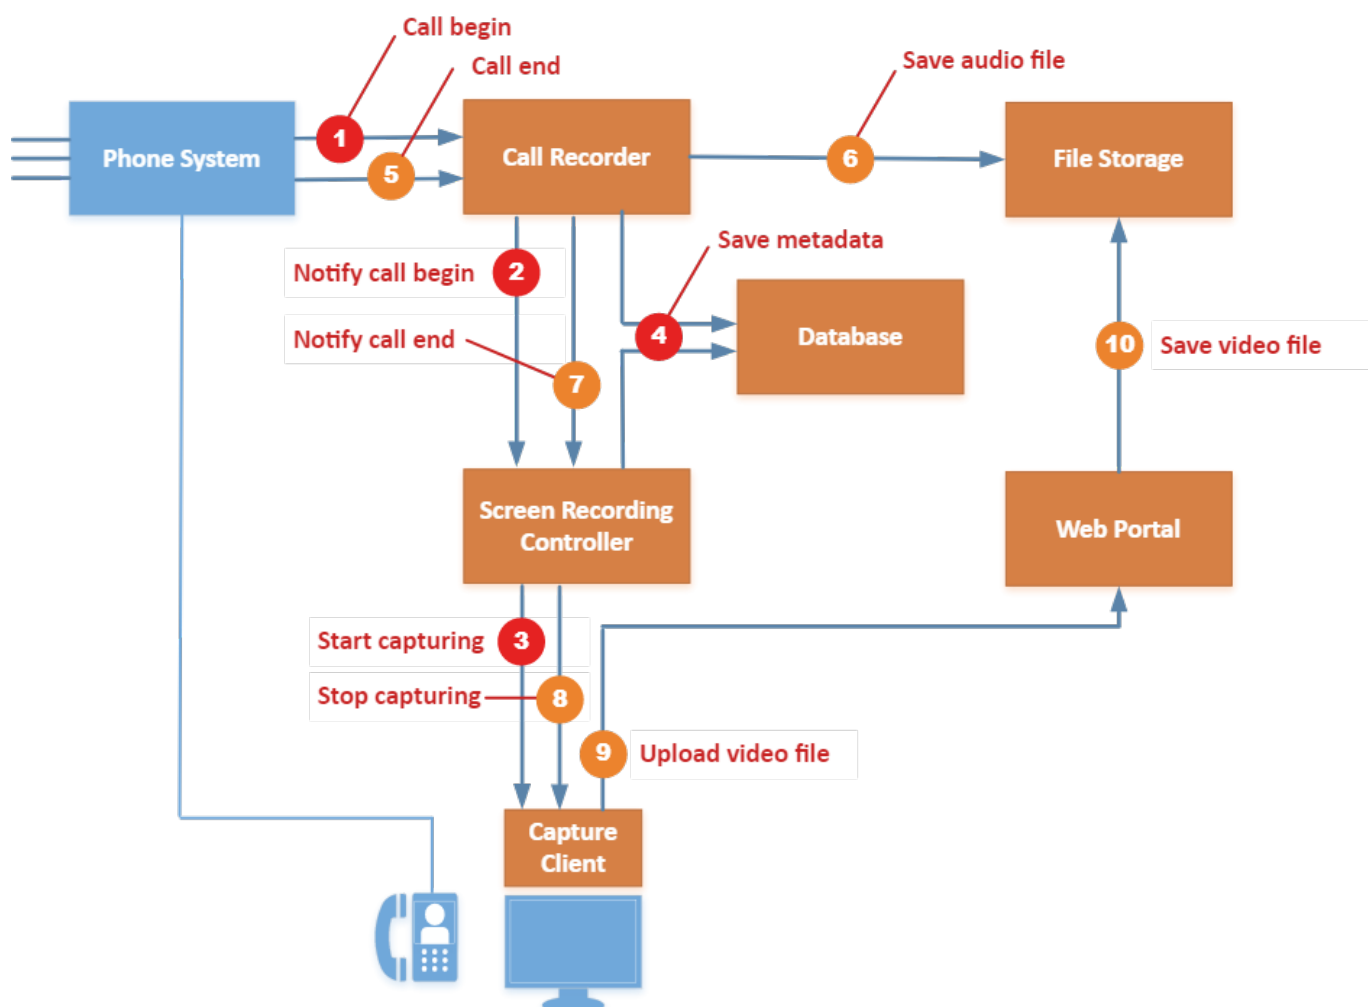 Call begin
Call end
Save audio file
Phone System
1
5
Call Recorder
6
File Storage
Save metadata
Notify call begin
2
Notify call end
4
Database
7
10
Save video file
Screen Recording
Controller
Web Portal
Start capturing
3
Stop capturing
8
9
Upload video file
Capture
Client